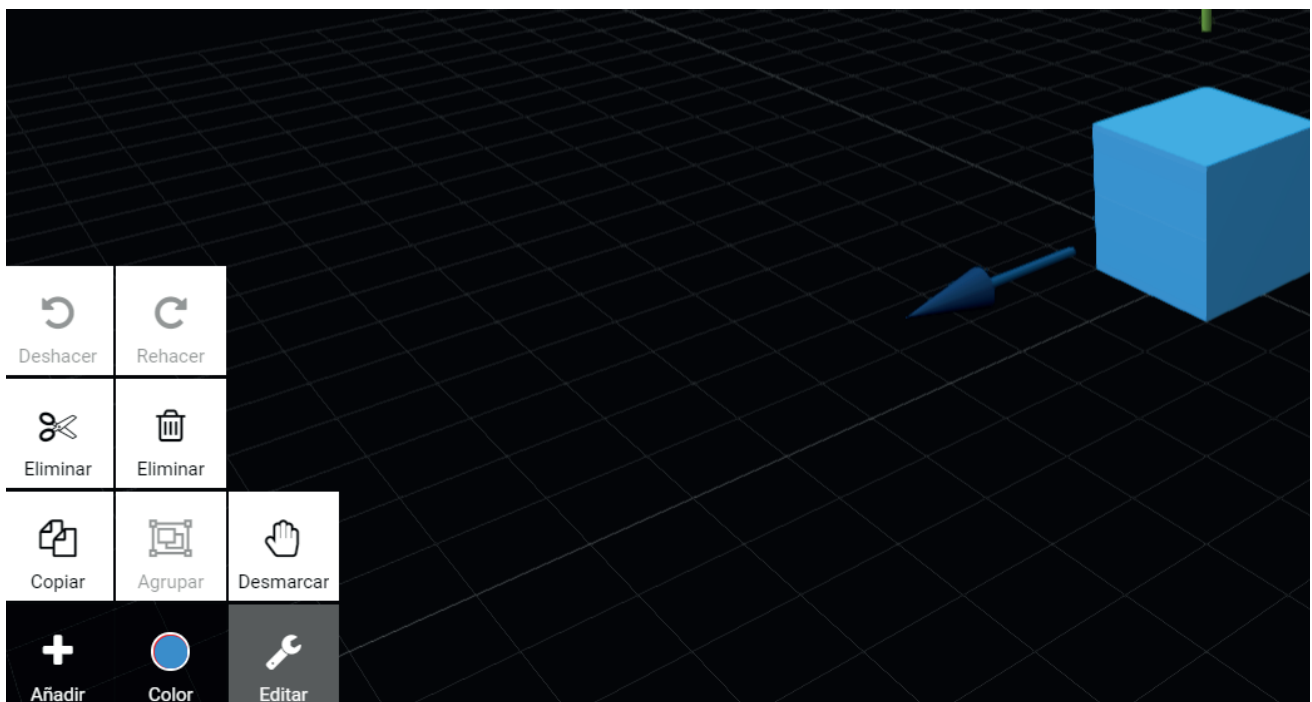 Deshacer
Rehacer
Eliminar
Eliminar
Copiar
Agrupar
Desmarcar
Añadir
Color
Editar